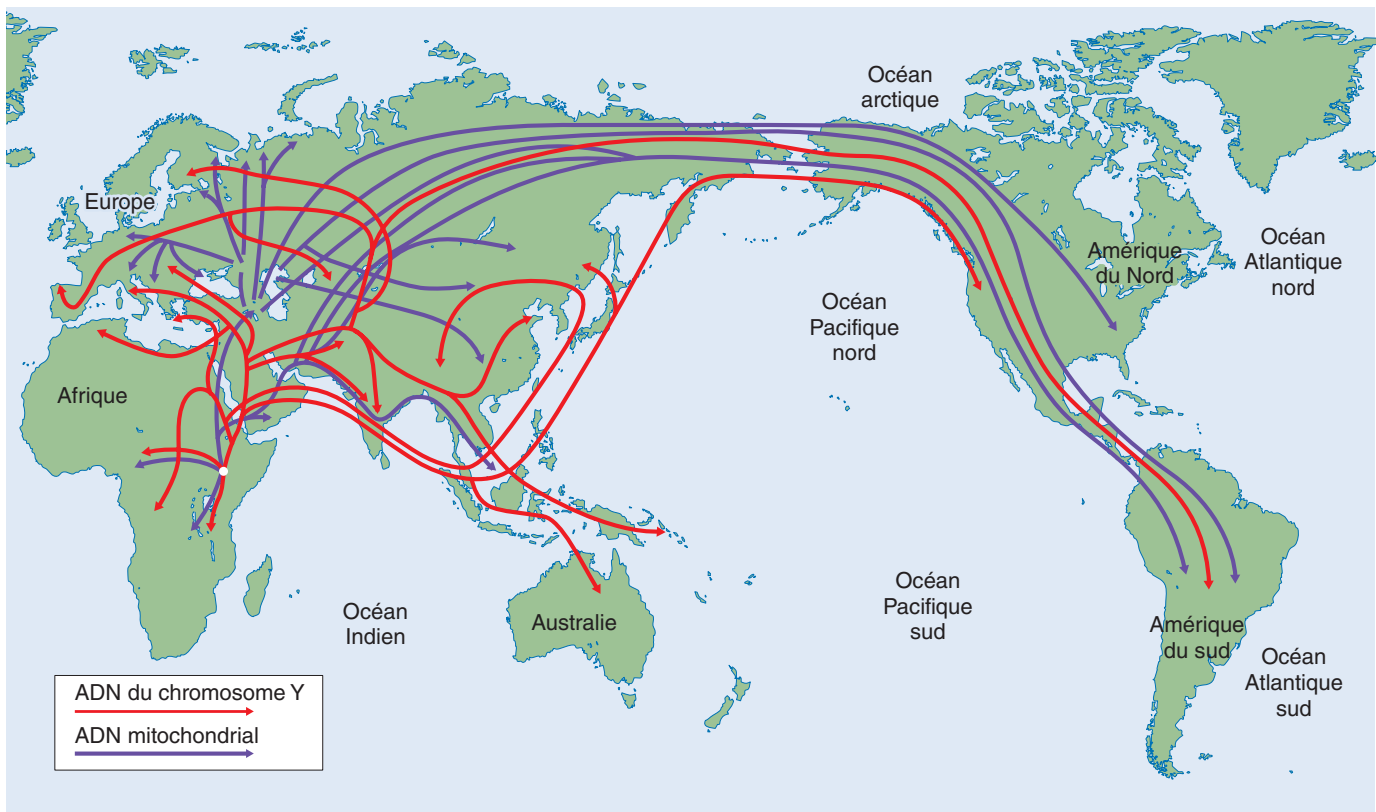 Océan
arctique
Europe
Amérique
du Nord
Océan
Atlantique
nord
Océan
Pacifique
nord
Afrique
Océan
Indien
Australie
Océan
Pacifique
sud
Amérique
du sud
Océan
Atlantique
sud
ADN du chromosome Y
ADN mitochondrial